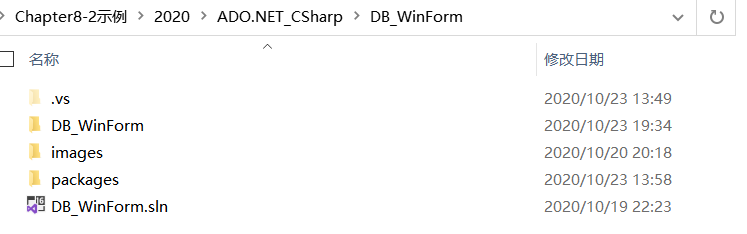 Chapter8-2示例 > 2020 > ADO.NET_CSharp > DB_WinForm
名称 修改日期
.vs 2020/10/23 13:49
DB_WinForm 2020/10/23 19:34
images 2020/10/20 20:18
packages 2020/10/23 13:58
DB_WinForm.sln 2020/10/19 22:23